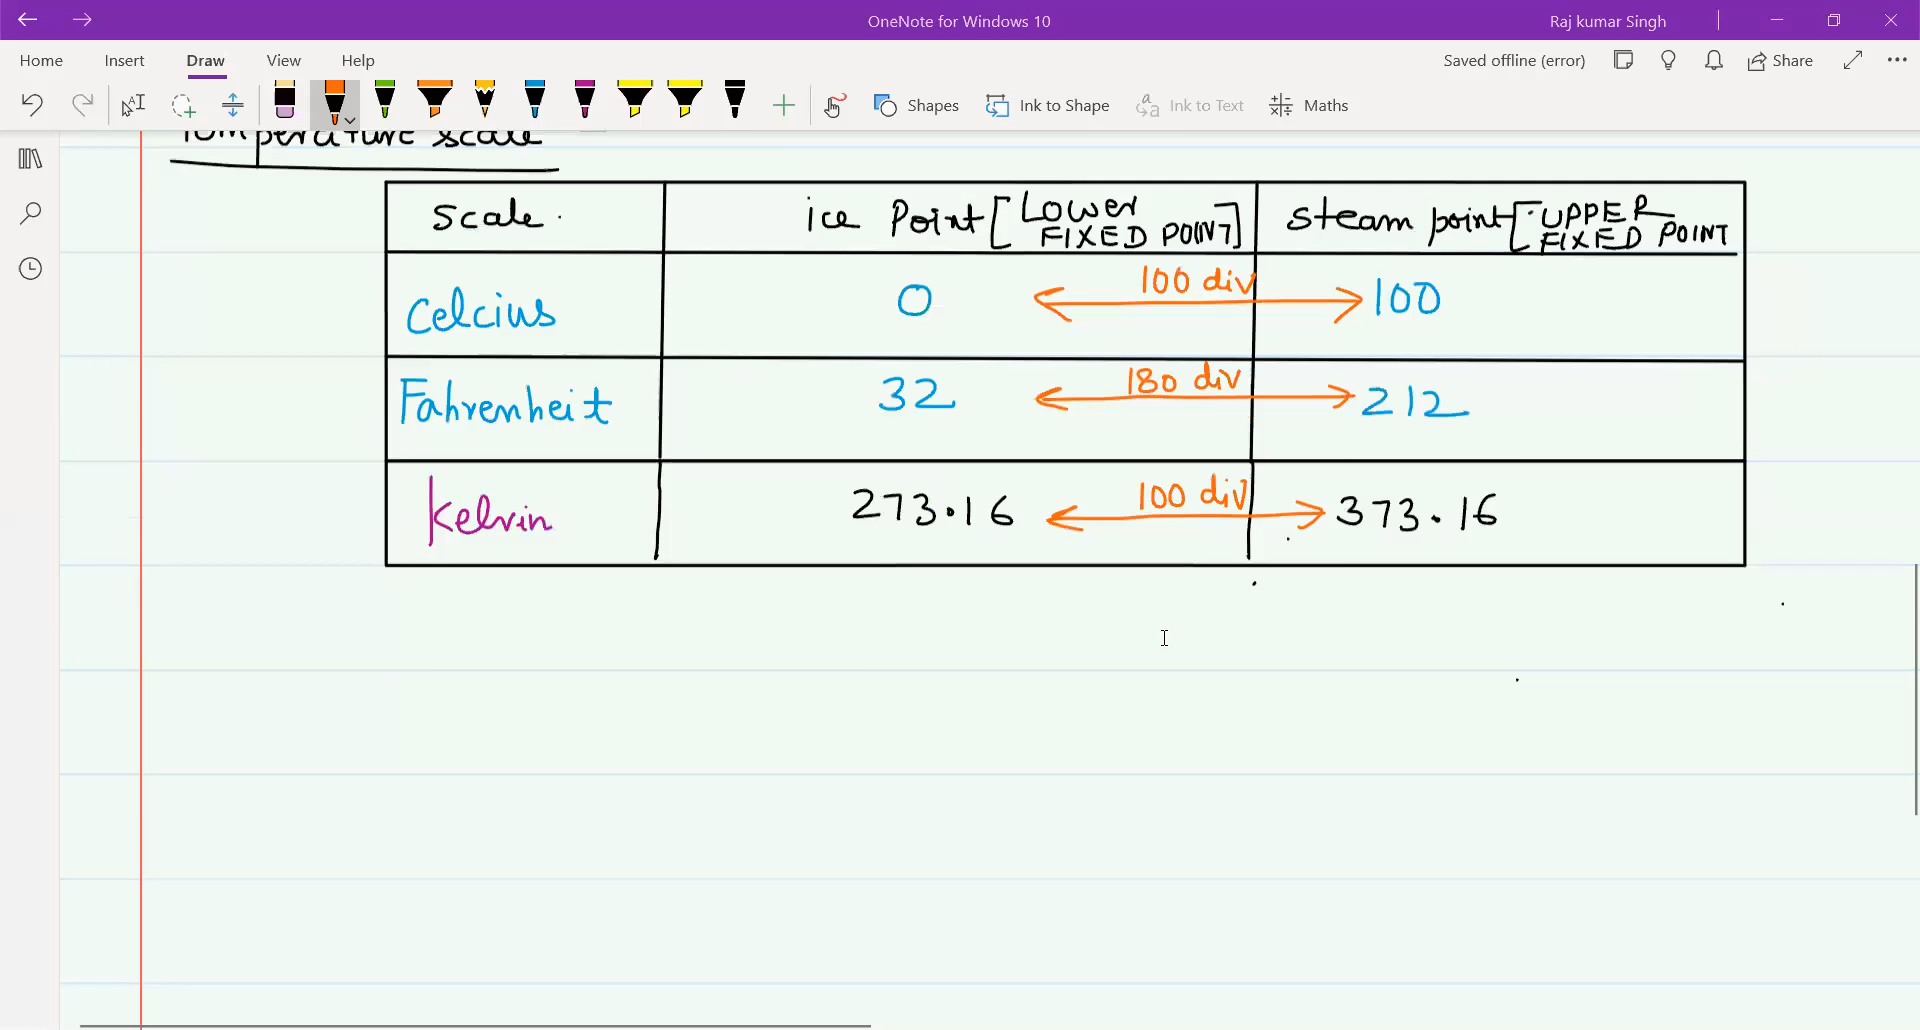 OneNote for Windows 10
Raj kumar Singh
Home Insert Draw View Help
Saved offline (error) Share
Shapes Ink to Shape Ink to Text Maths
Temperature scale
Scale ice Point [LOWER FIXED POINT] steam point [UPPER FIXED POINT
Celcius 0 100 div 100
Fahrenheit 32 180 div 212
Kelvin 273.16 100 div 373.16